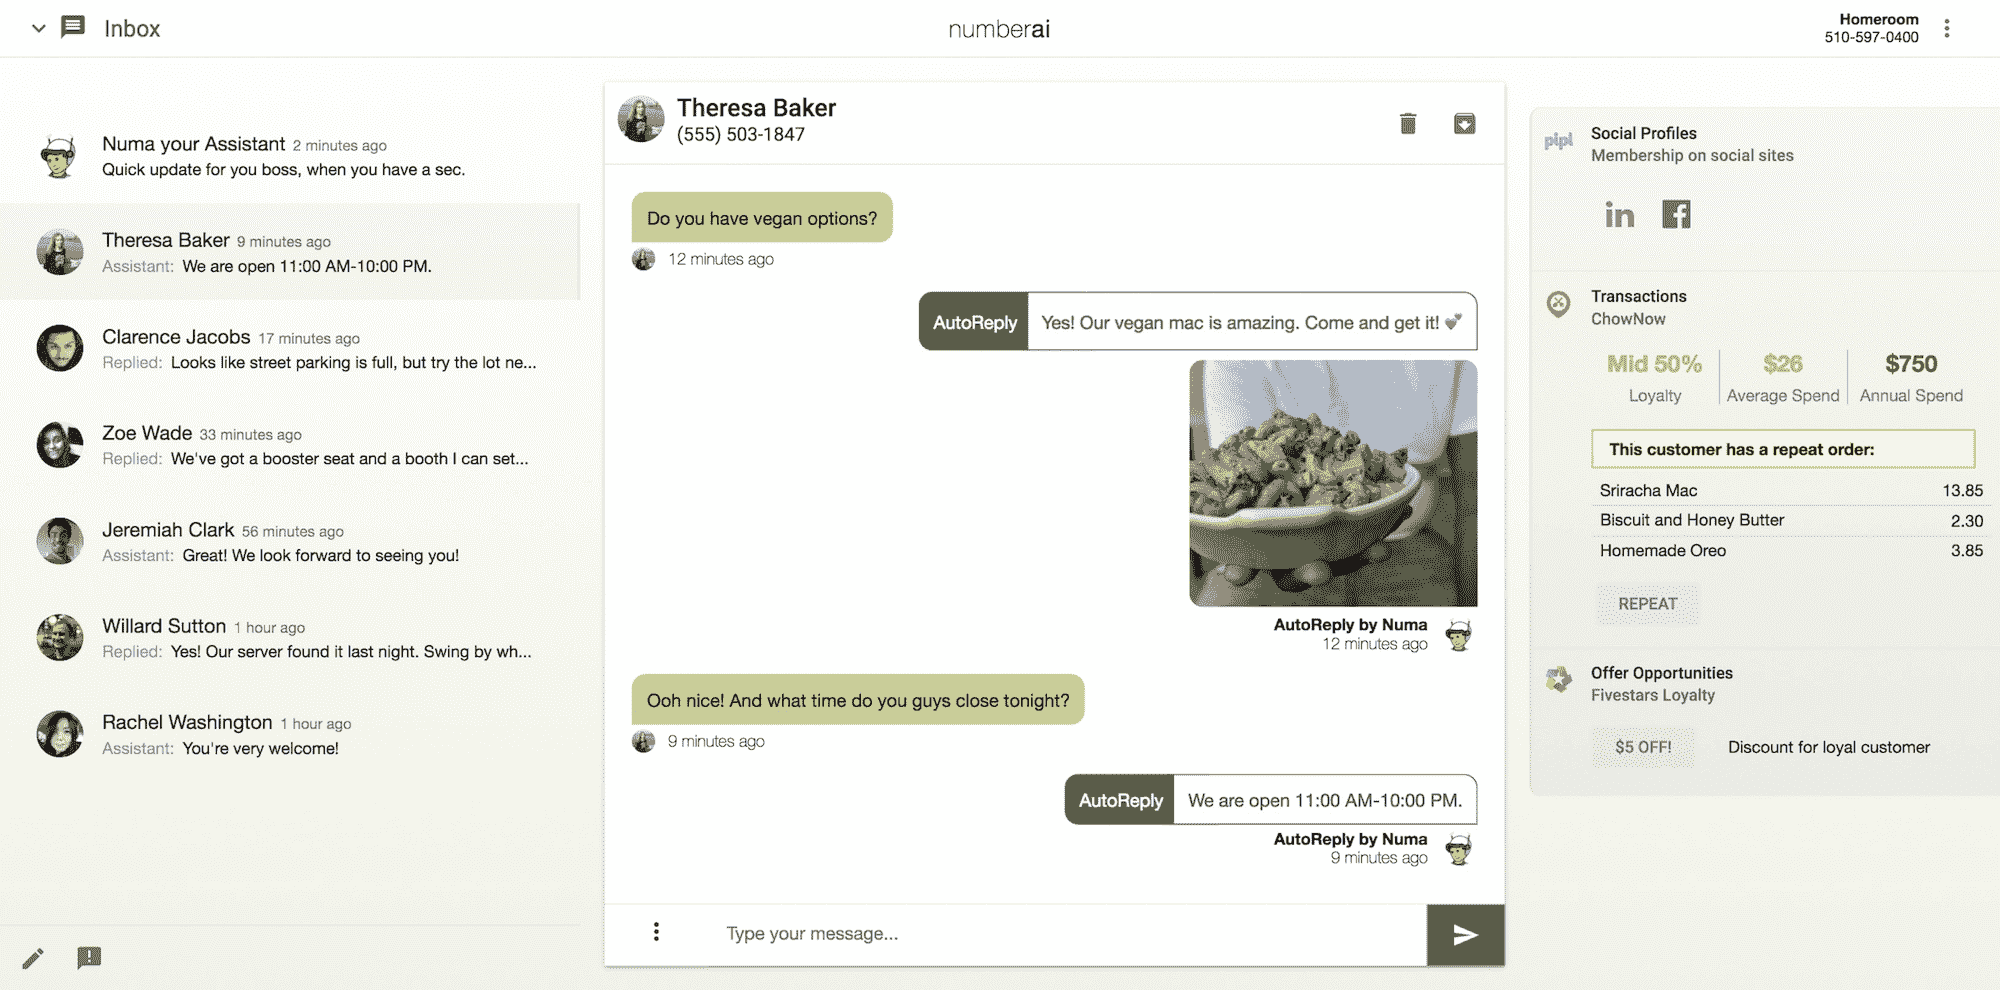 Inbox
numberai
Homeroom
510-597-0400
Numa your Assistant 2 minutes ago
Quick update for you boss, when you have a sec.
Theresa Baker 9 minutes ago
Assistant: We are open 11:00 AM-10:00 PM.
Clarence Jacobs 17 minutes ago
Replied: Looks like street parking is full, but try the lot ne...
Zoe Wade 33 minutes ago
Replied: We've got a booster seat and a booth I can set...
Jeremiah Clark 56 minutes ago
Assistant: Great! We look forward to seeing you!
Willard Sutton 1 hour ago
Replied: Yes! Our server found it last night. Swing by wh...
Rachel Washington 1 hour ago
Assistant: You're very welcome!
Theresa Baker
(555) 503-1847
Do you have vegan options?
12 minutes ago
AutoReply Yes! Our vegan mac is amazing. Come and get it! 💕
AutoReply by Numa
12 minutes ago
Ooh nice! And what time do you guys close tonight?
9 minutes ago
AutoReply We are open 11:00 AM-10:00 PM.
AutoReply by Numa
9 minutes ago
Type your message...
pipl
Social Profiles
Membership on social sites
in f
Transactions
ChowNow
Mid 50% $26 $750
Loyalty Average Spend Annual Spend
This customer has a repeat order:
Sriracha Mac 13.85
Biscuit and Honey Butter 2.30
Homemade Oreo 3.85
REPEAT
Offer Opportunities
Fivestars Loyalty
$5 OFF! Discount for loyal customer